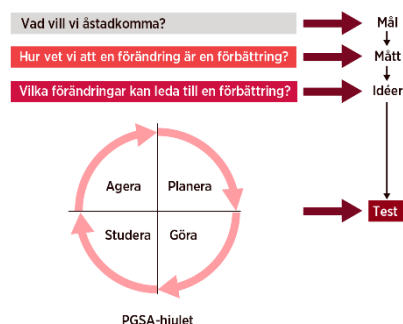 Vad vill vi åstadkomma?
Mål
Hur vet vi att en förändring är en förbättring?
Mått
Vilka förändringar kan leda till en förbättring?
Idéer
Agera
Planera
Test
Studera
Göra
PGSA-hjulet